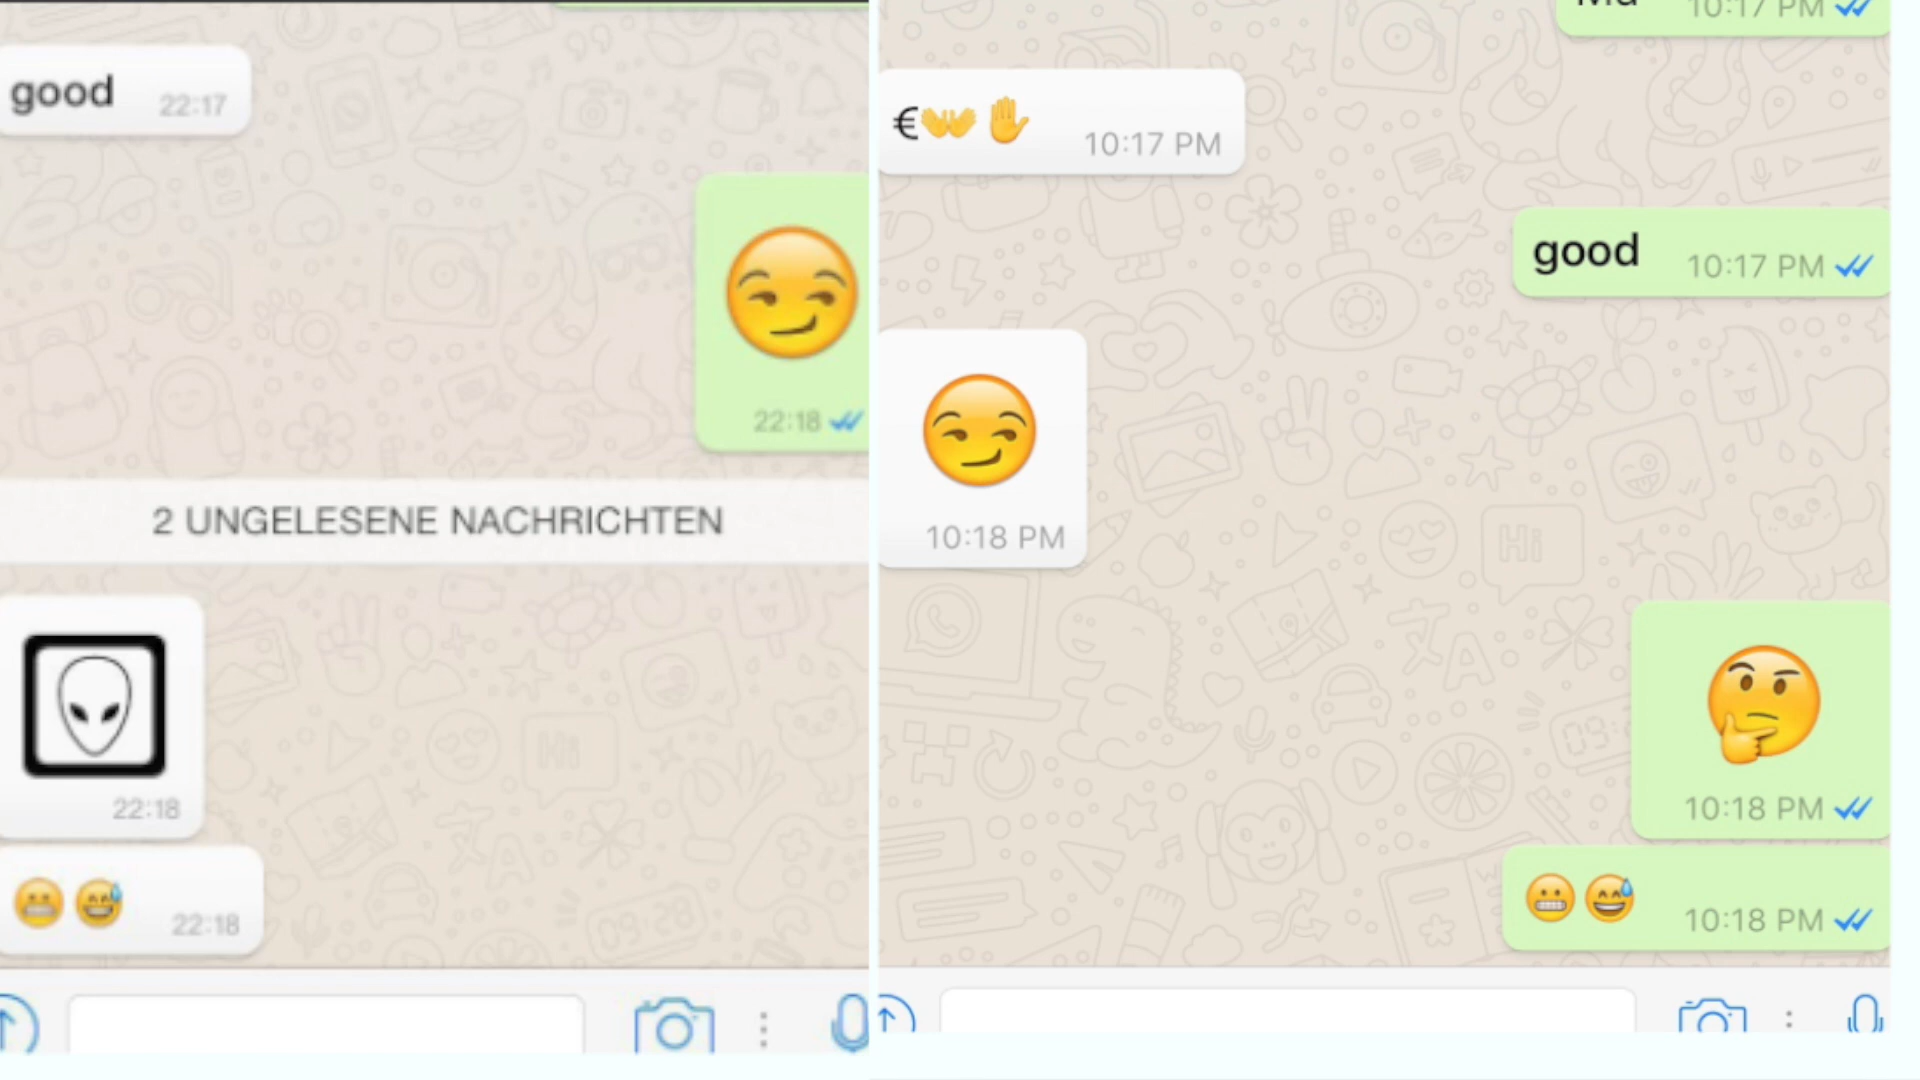 good 22:17
22:18
2 UNGELESENE NACHRICHTEN
22:18
22:18
10:17 PM
€ 10:17 PM
good 10:17 PM
10:18 PM
10:18 PM
10:18 PM